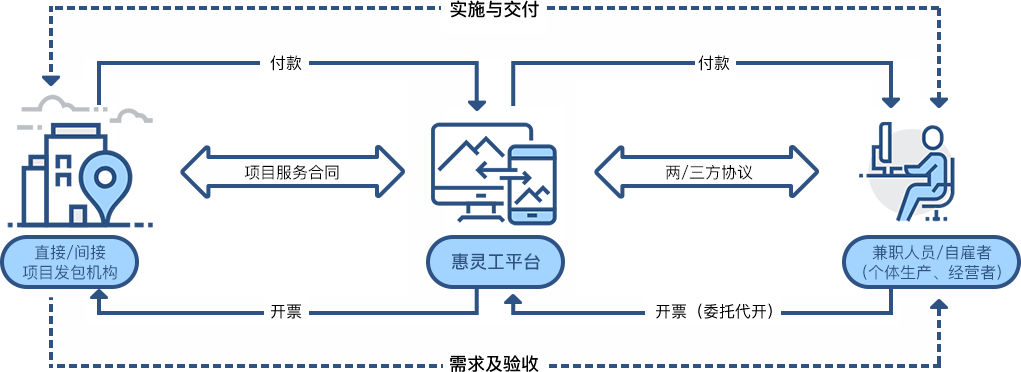 实施与交付
付款
付款
项目服务合同
两/三方协议
直接/间接
项目发包机构
惠灵工平台
兼职人员/自雇者
(个体生产、经营者)
开票
开票（委托代开）
需求及验收